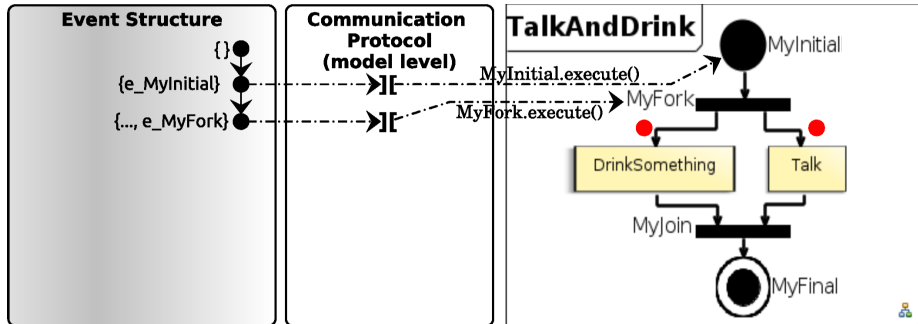 Event Structure
{}
{e_MyInitial}
{..., e_MyFork}
Communication
Protocol
(model level)
][
][
MyInitial.execute()
MyFork.execute()
TalkAndDrink
MyInitial
MyFork
DrinkSomething
Talk
MyJoin
MyFinal